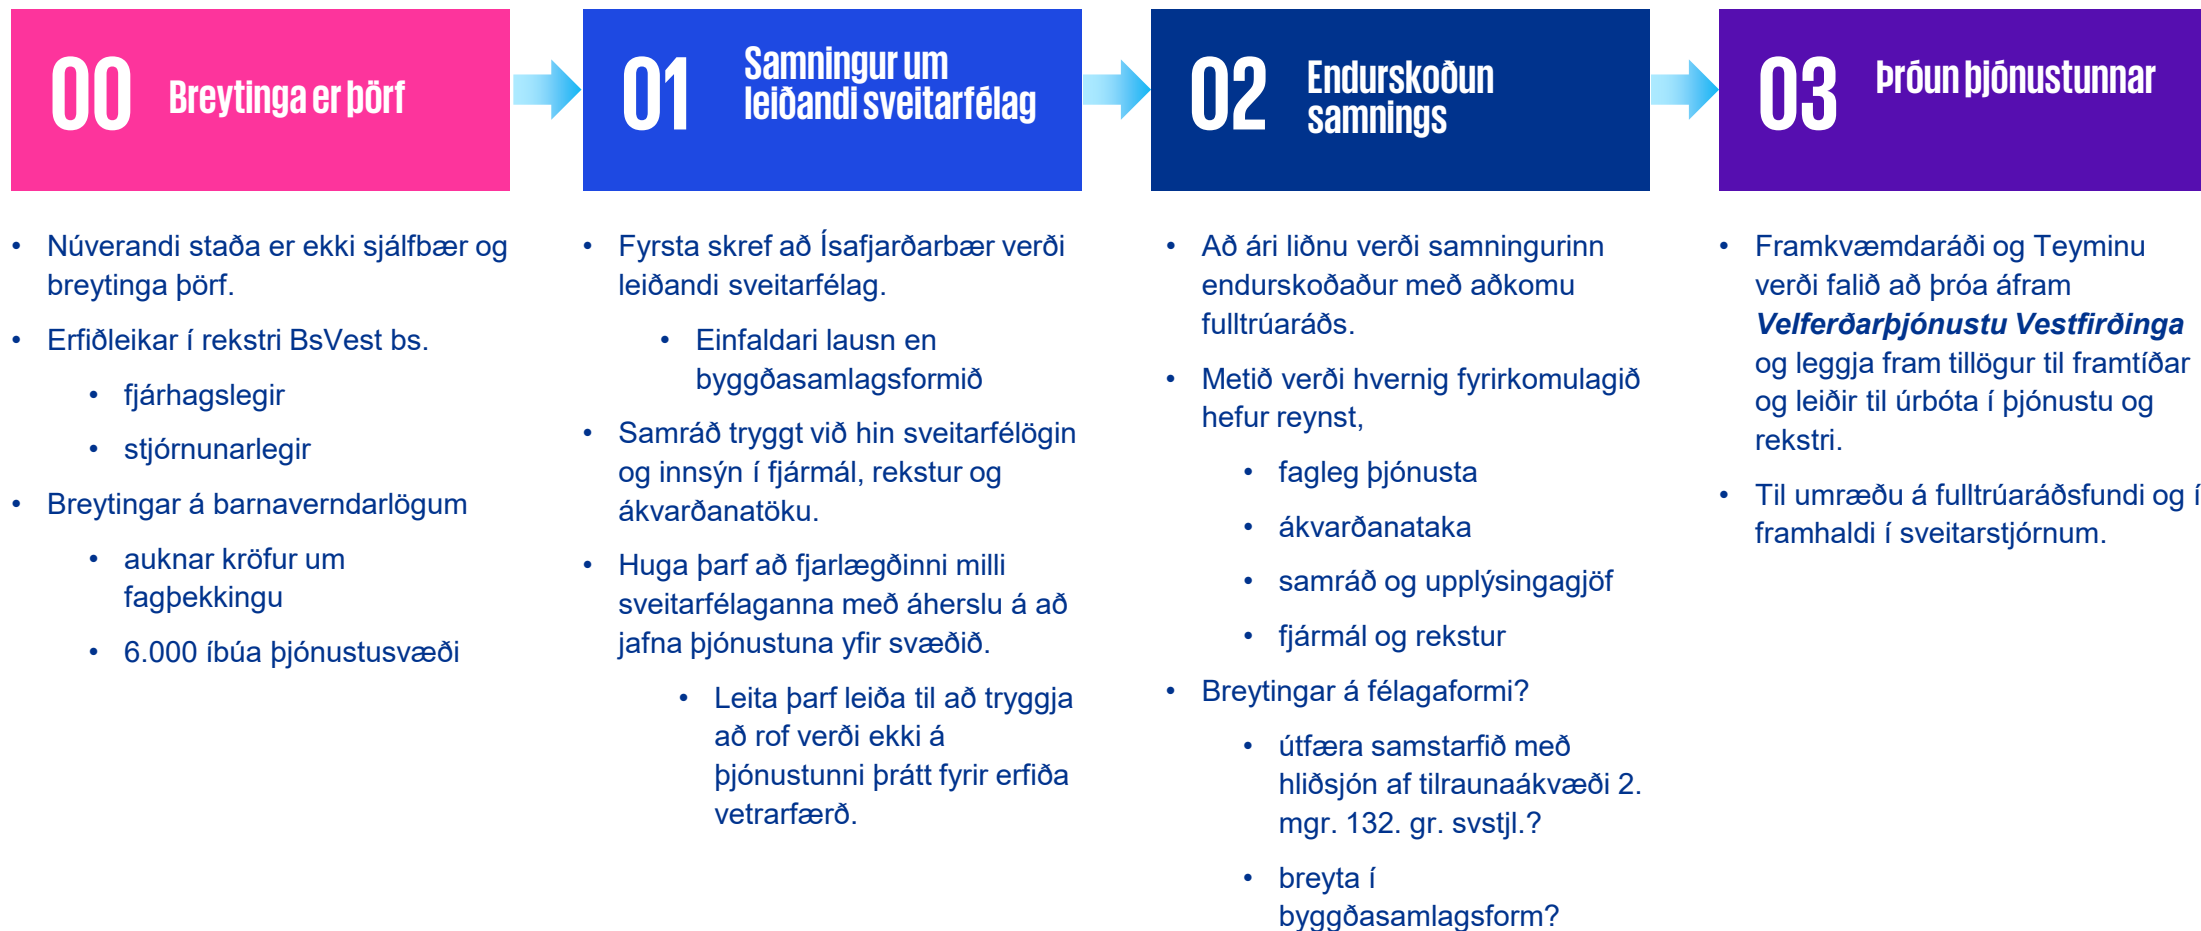 00
Breytinga er þörf
• Núverandi staða er ekki sjálfbær og
breytinga þörf.
• Erfiðleikar í rekstri BsVest bs.
• fjárhagslegir
• stjórnunarlegir
• Breytingar á barnaverndarlögum
• auknar kröfur um
fagþekkingu
• 6.000 íbúa þjónustusvæði
01
Samningur um
leiðandi sveitarfélag
• Fyrsta skref að Ísafjarðarbær verði
leiðandi sveitarfélag.
• Einfaldari lausn en
byggðasamlagsformið
• Samráð tryggt við hin sveitarfélögin
og innsýn í fjármál, rekstur og
ákvarðanatöku.
• Huga þarf að fjarlægðinni milli
sveitarfélaganna með áherslu á að
jafna þjónustuna yfir svæðið.
• Leita þarf leiða til að tryggja
að rof verði ekki á
þjónustunni þrátt fyrir erfiða
vetrarfærð.
02
Endurskoðun
samnings
• Að ári liðnu verði samningurinn
endurskoðaður með aðkomu
fulltrúaráðs.
• Metið verði hvernig fyrirkomulagið
hefur reynst,
• fagleg þjónusta
• ákvarðanataka
• samráð og upplýsingagjöf
• fjármál og rekstur
• Breytingar á félagaformi?
• útfæra samstarfið með
hliðsjón af tilraunaákvæði 2.
mgr. 132. gr. svstjl.?
• breyta í
byggðasamlagsform?
03
Þróun þjónustunnar
• Framkvæmdaráði og Teyminu
verði falið að þróa áfram
Velferðarþjónustu Vestfirðinga
og leggja fram tillögur til framtíðar
og leiðir til úrbóta í þjónustu og
rekstri.
• Til umræðu á fulltrúaráðsfundi og í
framhaldi í sveitarstjórnum.